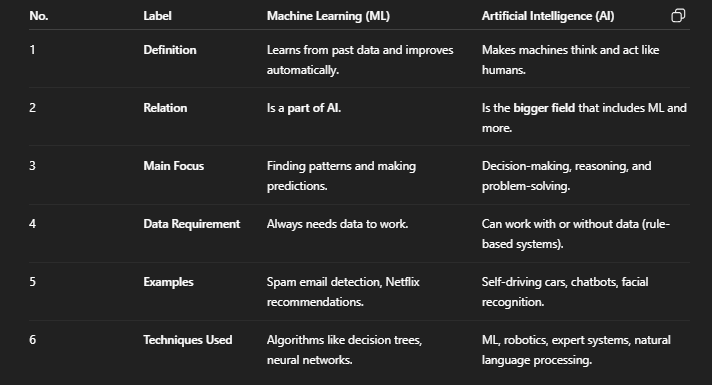 No. Label Machine Learning (ML) Artificial Intelligence (AI)
1 Definition Learns from past data and improves automatically. Makes machines think and act like humans.
2 Relation Is a part of AI. Is the bigger field that includes ML and more.
3 Main Focus Finding patterns and making predictions. Decision-making, reasoning, and problem-solving.
4 Data Requirement Always needs data to work. Can work with or without data (rule-based systems).
5 Examples Spam email detection, Netflix recommendations. Self-driving cars, chatbots, facial recognition.
6 Techniques Used Algorithms like decision trees, neural networks. ML, robotics, expert systems, natural language processing.